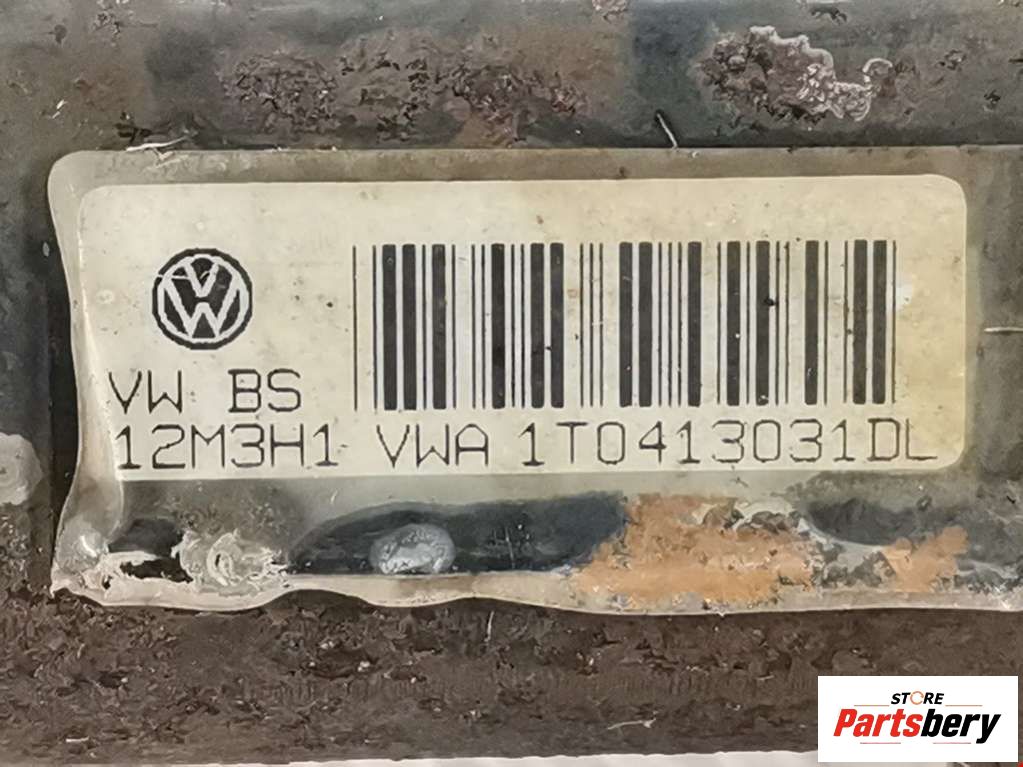 VW BS
12M3H1 VWA 1T0413031DL
STORE
Partsbery